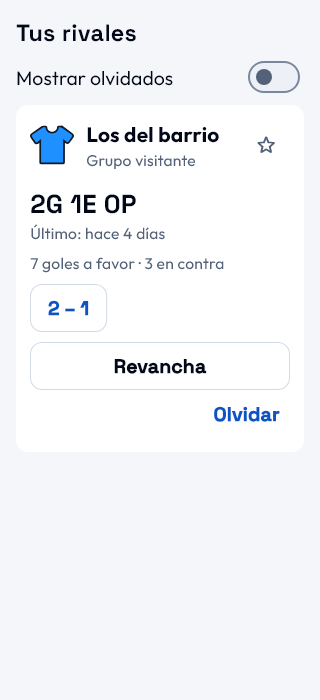 Tus rivales
Mostrar olvidados
Los del barrio
Grupo visitante
2G 1E 0P
Último: hace 4 días
7 goles a favor · 3 en contra
2 – 1
Revancha
Olvidar